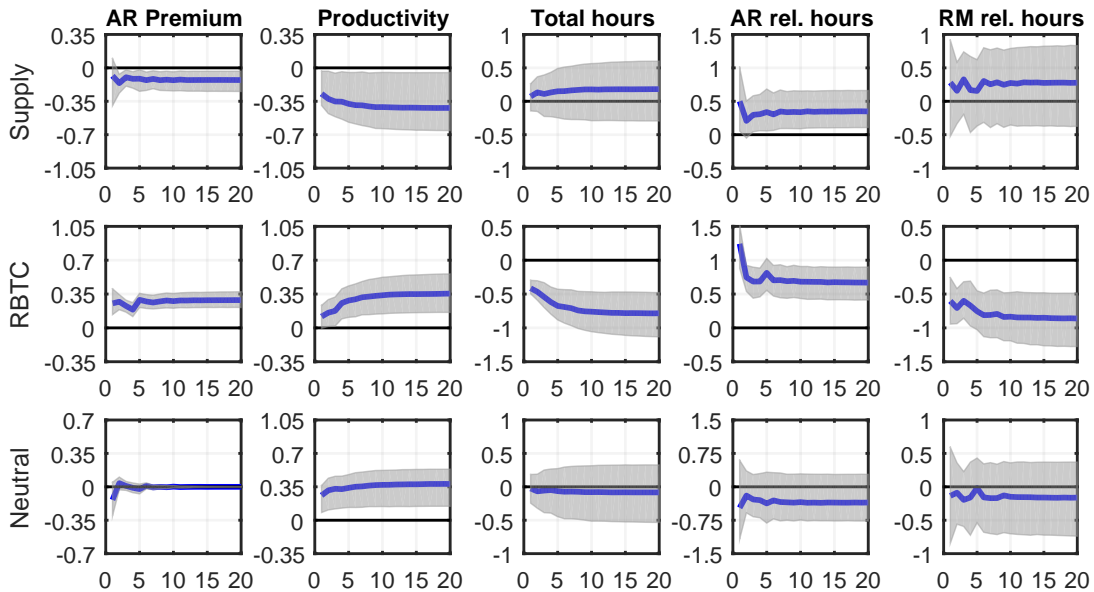 AR Premium Productivity Total hours AR rel. hours RM rel. hours
Supply
0.35 0 -0.35 -0.7 -1.05
0.35 0 -0.35 -0.7 -1.05
1 0.5 0 -0.5 -1
1.5 1 0.5 0 -0.5
1 0.5 0 -0.5 -1
0 5 10 15 20 0 5 10 15 20 0 5 10 15 20 0 5 10 15 20 0 5 10 15 20
RBTC
1.05 0.7 0.35 0 -0.35
1.05 0.7 0.35 0 -0.35
0.5 0 -0.5 -1 -1.5
1.5 1 0.5 0 -0.5
0.5 0 -0.5 -1 -1.5
0 5 10 15 20 0 5 10 15 20 0 5 10 15 20 0 5 10 15 20 0 5 10 15 20
Neutral
0.7 0.35 0 -0.35 -0.7
1.05 0.7 0.35 0 -0.35
1 0.5 0 -0.5 -1
1.5 0.75 0 -0.75 -1.5
1 0.5 0 -0.5 -1
0 5 10 15 20 0 5 10 15 20 0 5 10 15 20 0 5 10 15 20 0 5 10 15 20